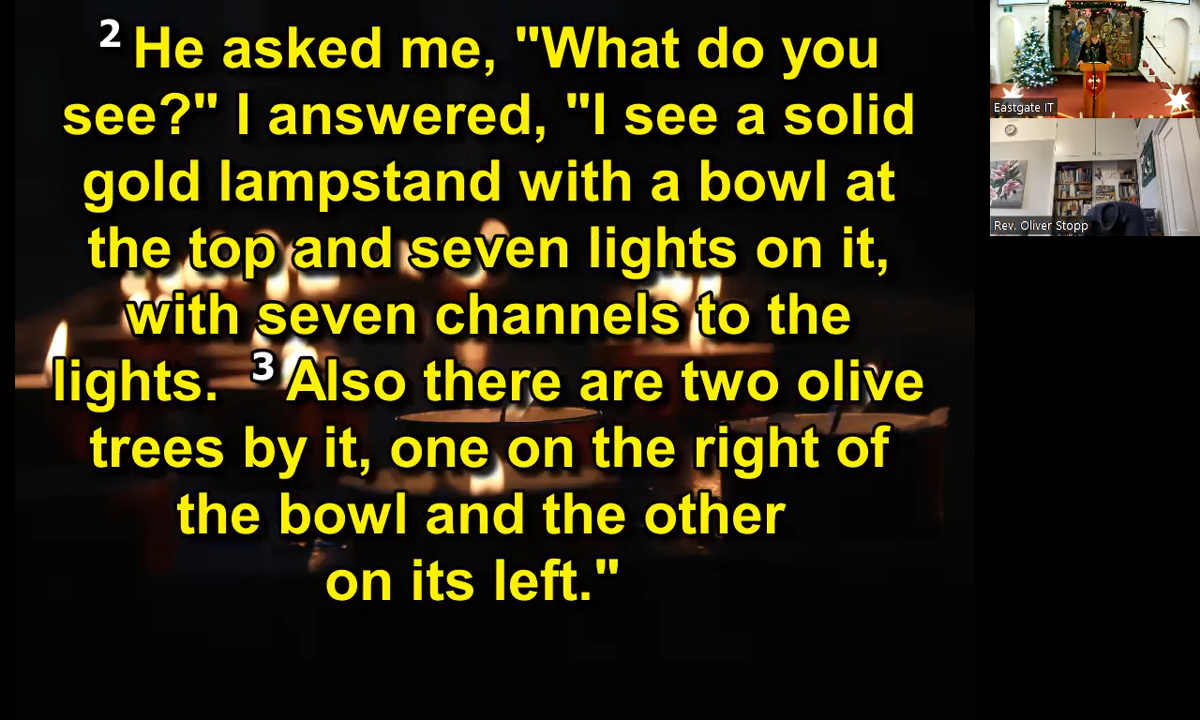 2 He asked me, "What do you
see?" I answered, "I see a solid
gold lampstand with a bowl at
the top and seven lights on it,
with seven channels to the
lights. 3 Also there are two olive
trees by it, one on the right of
the bowl and the other
on its left."
Eastgate IT
Rev. Oliver Stopp